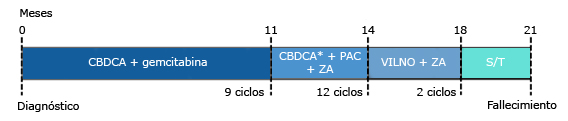 Meses
0 11 14 18 21
CBDCA + gemcitabina
CBDCA* + PAC
+ ZA
VILNO + ZA
S/T
9 ciclos 12 ciclos 2 ciclos
Diagnóstico Fallecimiento